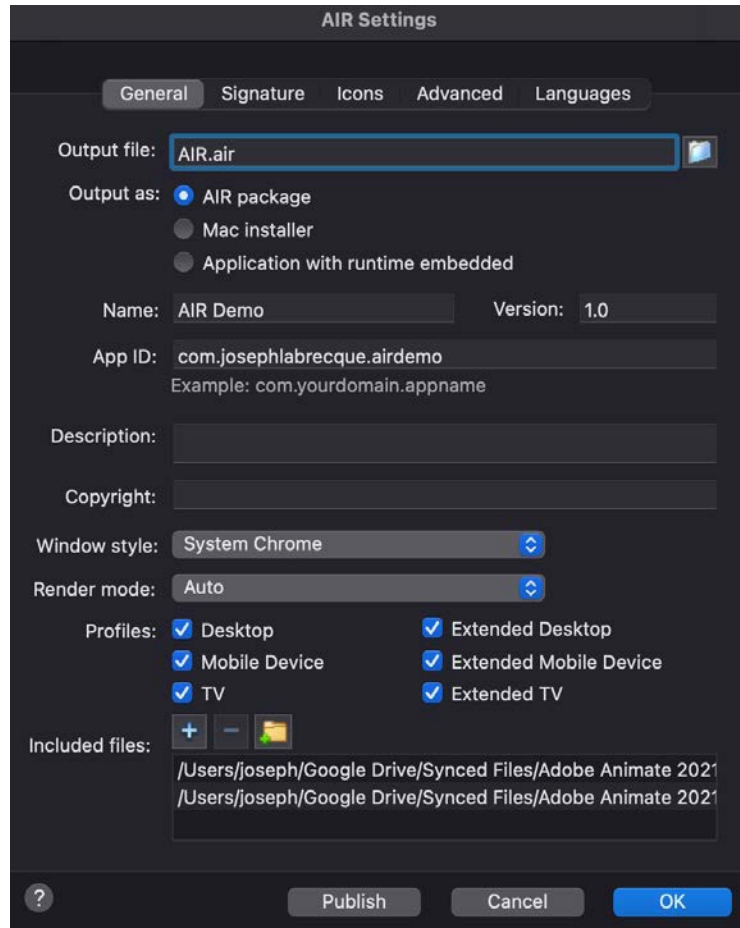 AIR Settings
General Signature Icons Advanced Languages
Output file: AIR.air
Output as: AIR package
Mac installer
Application with runtime embedded
Name: AIR Demo Version: 1.0
App ID: com.josephlabrecque.airdemo
Example: com.yourdomain.appname
Description:
Copyright:
Window style: System Chrome
Render mode: Auto
Profiles: Desktop Extended Desktop
Mobile Device Extended Mobile Device
TV Extended TV
Included files: + −
/Users/joseph/Google Drive/Synced Files/Adobe Animate 2021
/Users/joseph/Google Drive/Synced Files/Adobe Animate 2021
? Publish Cancel OK